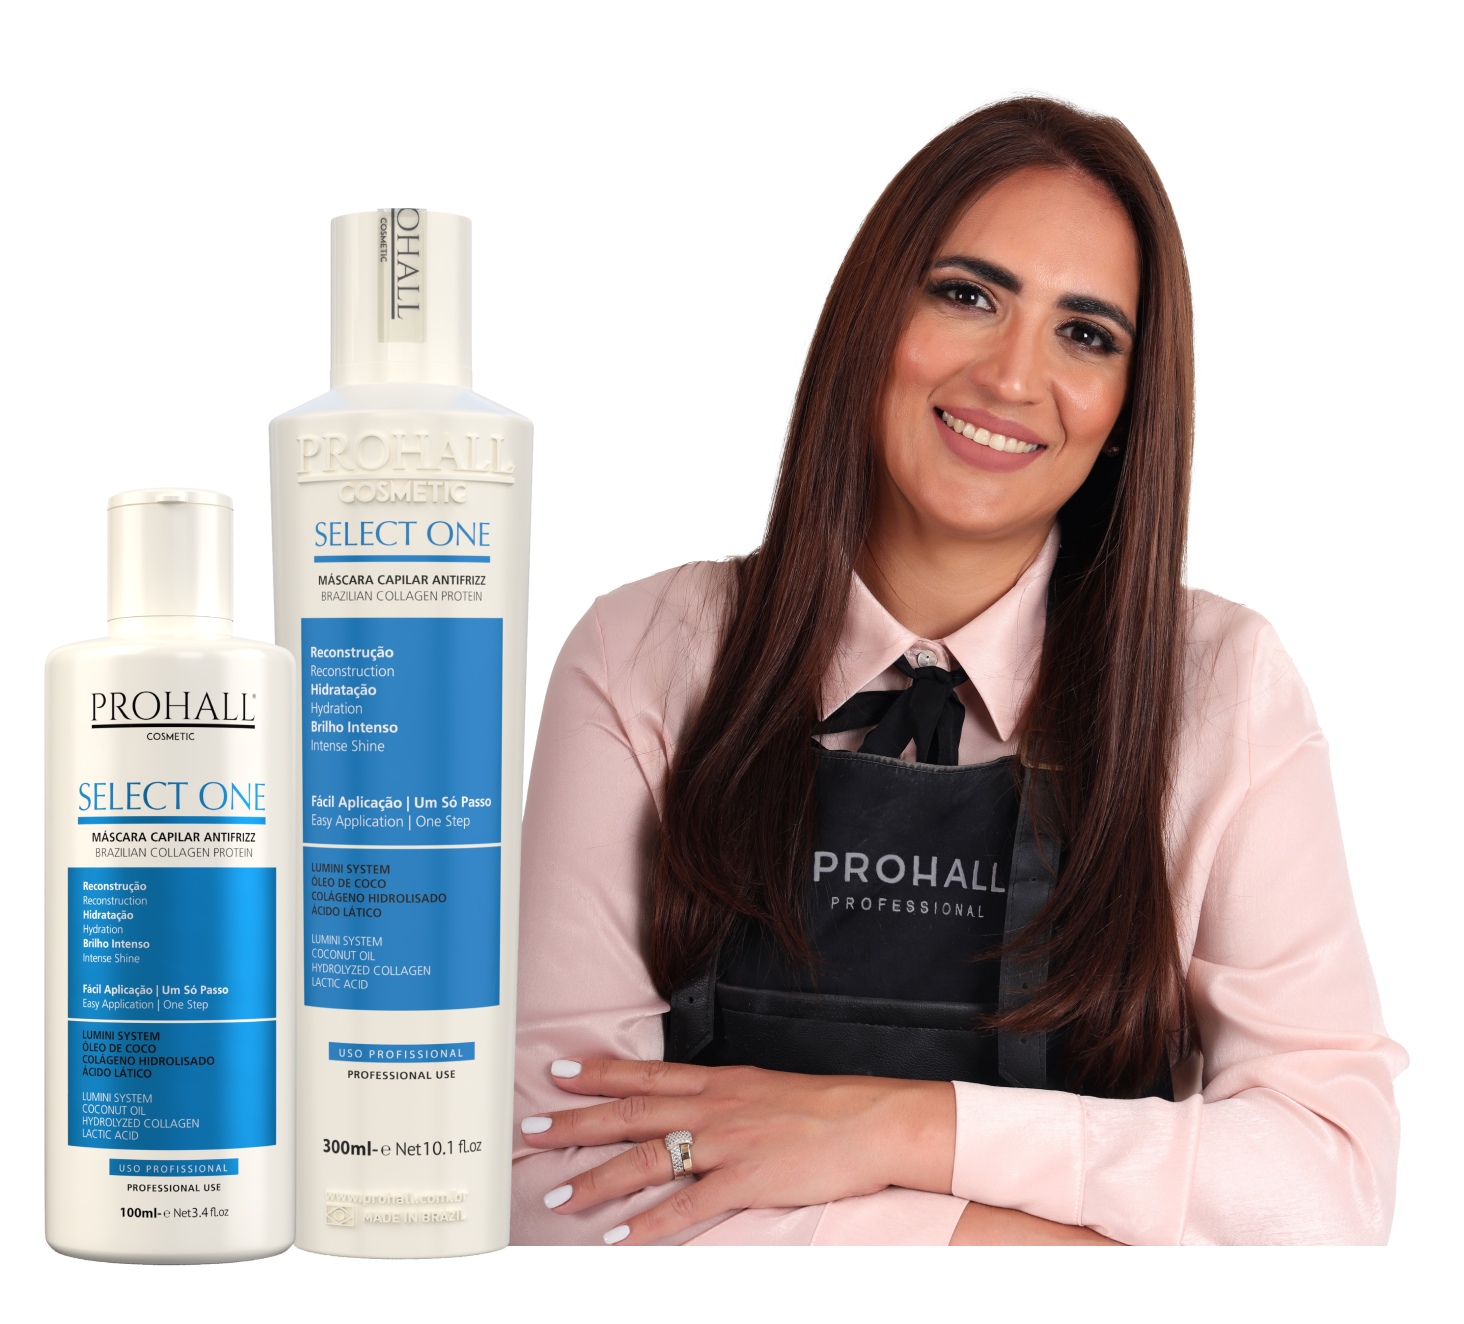 PROHALL®
COSMETIC
SELECT ONE
MÁSCARA CAPILAR ANTIFRIZZ
BRAZILIAN COLLAGEN PROTEIN
Reconstrução
Reconstruction
Hidratação
Hydration
Brilho Intenso
Intense Shine
Fácil Aplicação | Um Só Passo
Easy Application | One Step
LUMINI SYSTEM
ÓLEO DE COCO
COLÁGENO HIDROLISADO
ÁCIDO LÁTICO
LUMINI SYSTEM
COCONUT OIL
HYDROLYZED COLLAGEN
LACTIC ACID
USO PROFISSIONAL
PROFESSIONAL USE
100ml-℮ Net3.4 fl.oz
OHALL
COSMETIC
PROHALL
COSMETIC
SELECT ONE
MÁSCARA CAPILAR ANTIFRIZZ
BRAZILIAN COLLAGEN PROTEIN
Reconstrução
Reconstruction
Hidratação
Hydration
Brilho Intenso
Intense Shine
Fácil Aplicação | Um Só Passo
Easy Application | One Step
LUMINI SYSTEM
ÓLEO DE COCO
COLÁGENO HIDROLISADO
ÁCIDO LÁTICO
LUMINI SYSTEM
COCONUT OIL
HYDROLYZED COLLAGEN
LACTIC ACID
USO PROFISSIONAL
PROFESSIONAL USE
300ml-℮ Net10.1 fl.oz
www.prohall.com.br
MADE IN BRAZIL
PROHALL
PROFESSIONAL